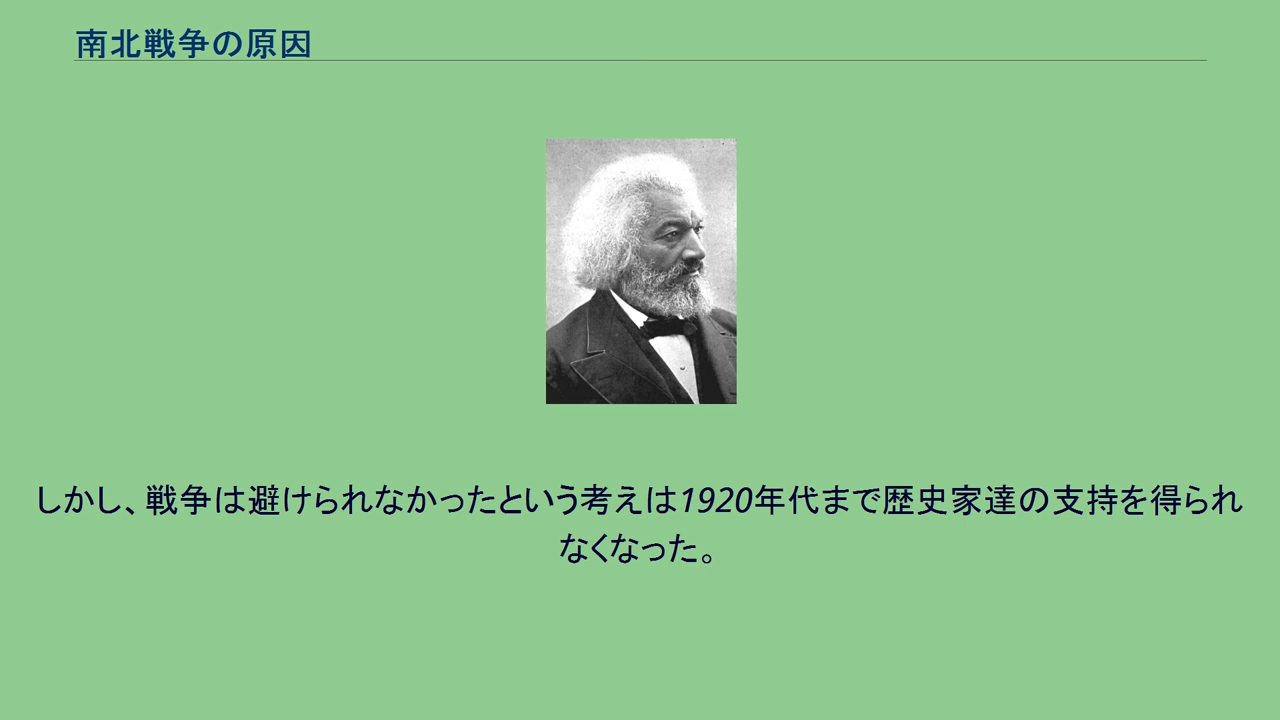 南北戦争の原因
しかし、戦争は避けられなかったという考えは1920年代まで歴史家達の支持を得られ
なくなった。